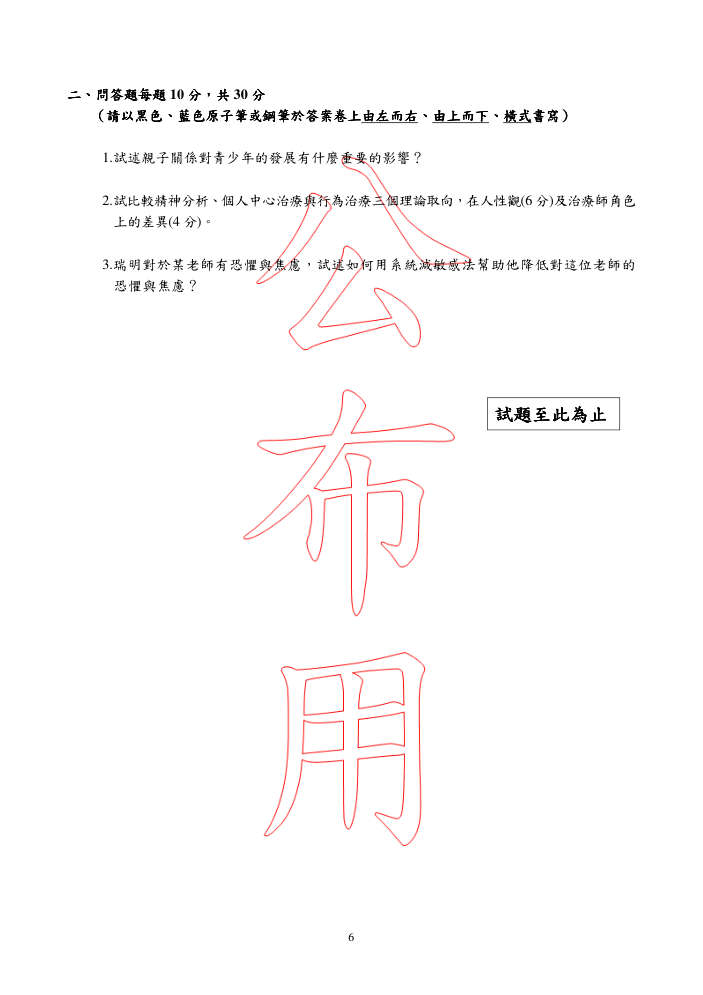 二、問答題每題 10 分，共 30 分
（請以黑色、藍色原子筆或鋼筆於答案卷上由左而右、由上而下、橫式書寫）
1.試述親子關係對青少年的發展有什麼重要的影響？
2.試比較精神分析、個人中心治療與行為治療三個理論取向，在人性觀(6 分)及治療師角色
上的差異(4 分)。
3.瑞明對於某老師有恐懼與焦慮，試述如何用系統減敏感法幫助他降低對這位老師的
恐懼與焦慮？
試題至此為止
公
布
用
6